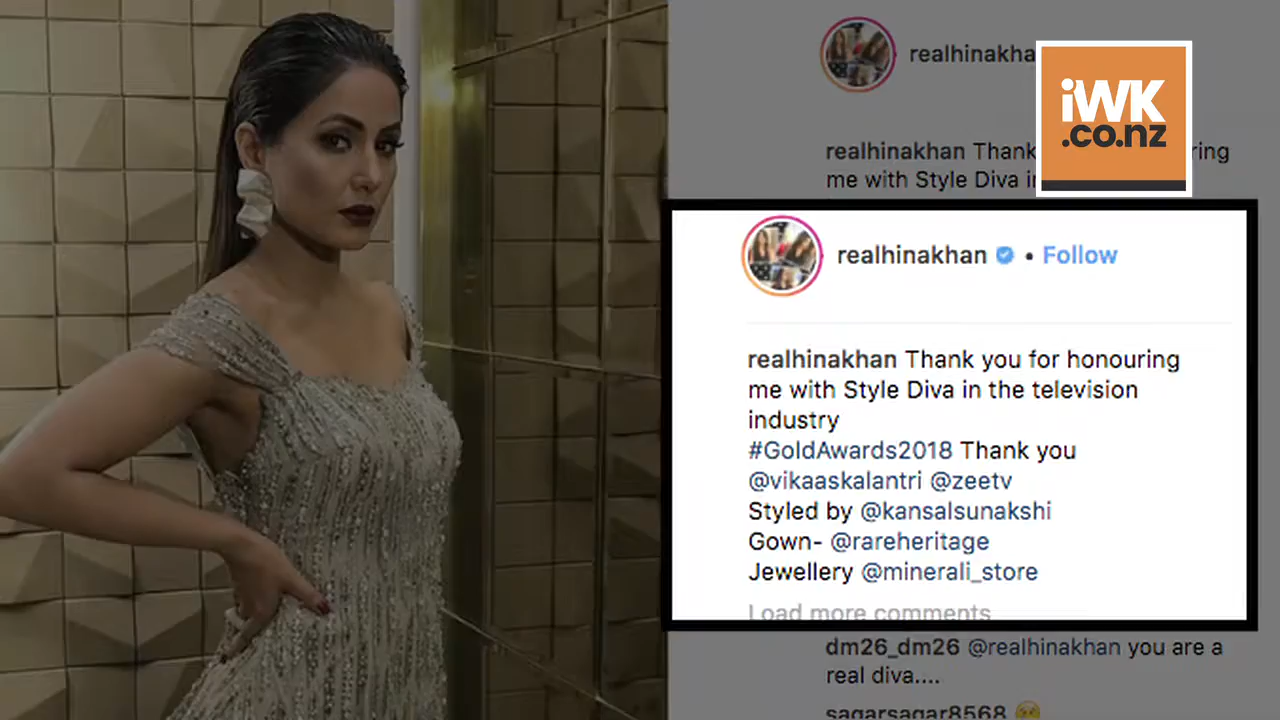 realhinakha
iWK
.co.nz
realhinakhan Thank ring
me with Style Diva in
realhinakhan • Follow
realhinakhan Thank you for honouring
me with Style Diva in the television
industry
#GoldAwards2018 Thank you
@vikaaskalantri @zeetv
Styled by @kansalsunakshi
Gown- @rareheritage
Jewellery @minerali_store
Load more comments
dm26_dm26 @realhinakhan you are a
real diva....
sagarsagar8568